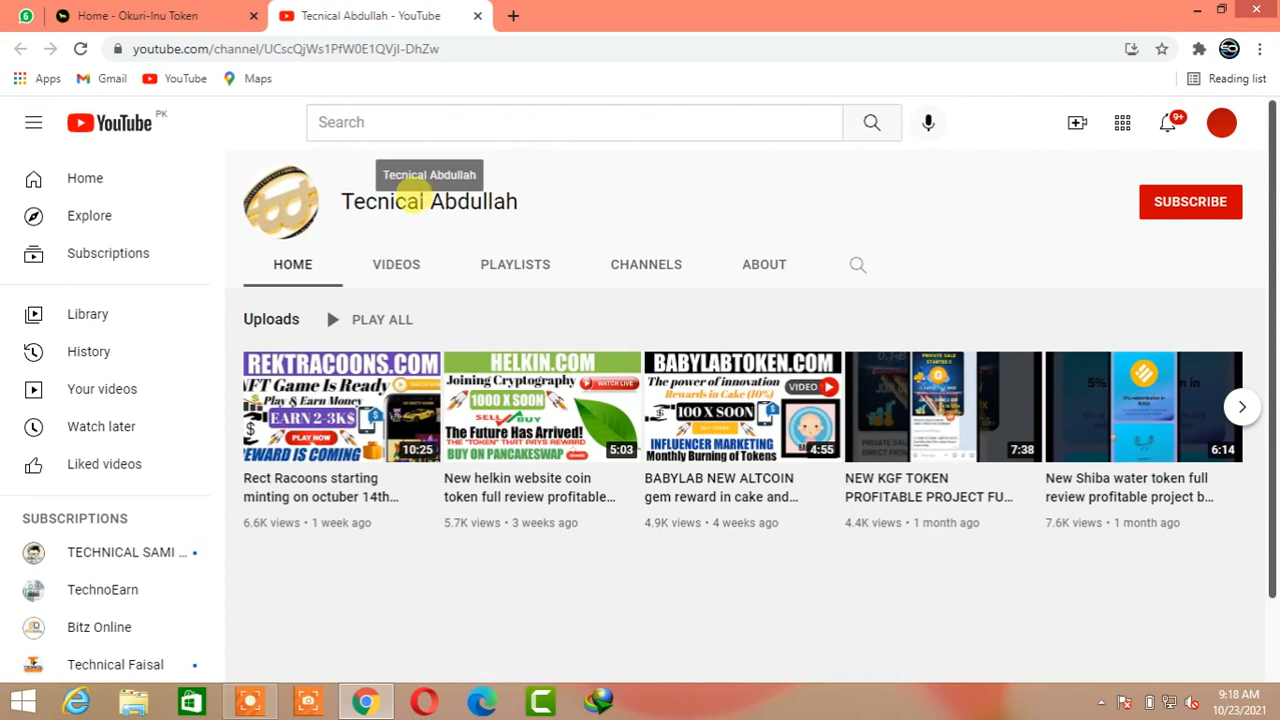 6 Home - Okuri-Inu Token Tecnical Abdullah - YouTube
youtube.com/channel/UCscQjWs1PfW0E1QVjI-DhZw
Apps Gmail YouTube Maps Reading list
YouTube PK Search 9+
Tecnical Abdullah
Tecnical Abdullah SUBSCRIBE
HOME VIDEOS PLAYLISTS CHANNELS ABOUT
Home
Explore
Subscriptions
Library
History
Your videos
Watch later
Liked videos
SUBSCRIPTIONS
TECHNICAL SAMI ...
TechnoEarn
Bitz Online
Technical Faisal
Uploads PLAY ALL
REKTRACOONS.COM
NFT Game Is Ready
Play & Earn Money
EARN 2-3KS
PLAY NOW
REWARD IS COMING
10:25
Rect Racoons starting
minting on octuber 14th...
6.6K views • 1 week ago
HELKIN.COM
Joining Cryptography
WATCH LIVE
1000 X SOON
SELL BUY
The Future Has Arrived!
THE "TOKEN" THAT PAYS REWARD
BUY ON PANCAKESWAP
5:03
New helkin website coin
token full review profitable...
5.7K views • 3 weeks ago
BABYLABTOKEN.COM
The power of innovation
Rewards in Cake (10%)
VIDEO
100 X SOON
BUY TOKEN
INFLUENCER MARKETING
Monthly Burning of Tokens
4:55
BABYLAB NEW ALTCOIN
gem reward in cake and...
4.9K views • 4 weeks ago
PRIVATE SALE
STARTED
7:38
NEW KGF TOKEN
PROFITABLE PROJECT FU...
4.4K views • 1 month ago
6:14
New Shiba water token full
review profitable project b...
7.6K views • 1 month ago
9:18 AM
10/23/2021